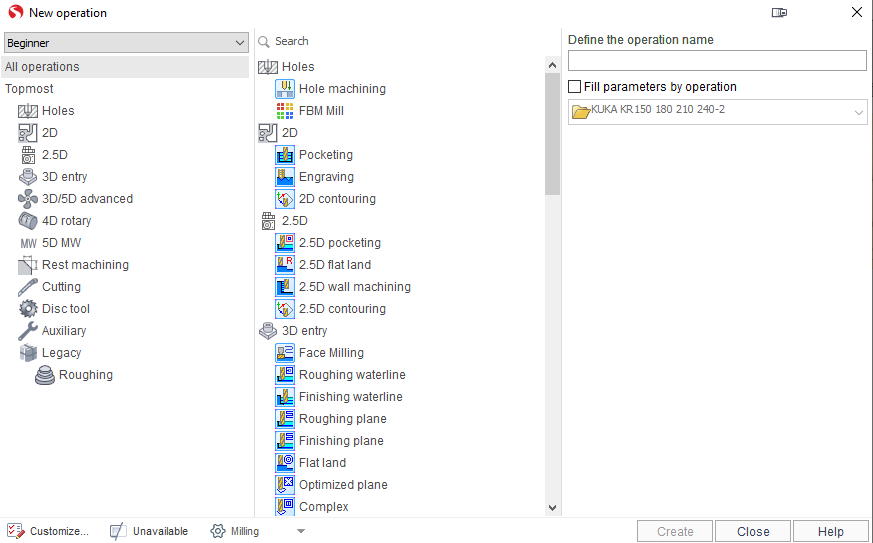 New operation
Beginner
All operations
Topmost
Holes
2D
2.5D
3D entry
3D/5D advanced
4D rotary
MW 5D MW
Rest machining
Cutting
Disc tool
Auxiliary
Legacy
Roughing
Search
Holes
Hole machining
FBM Mill
2D
Pocketing
Engraving
2D contouring
2.5D
2.5D pocketing
R 2.5D flat land
2.5D wall machining
2.5D contouring
3D entry
Face Milling
Roughing waterline
Finishing waterline
Roughing plane
Finishing plane
Flat land
Optimized plane
Complex
Define the operation name
Fill parameters by operation
KUKA KR150 180 210 240-2
Customize...
Unavailable
Milling
Create
Close
Help